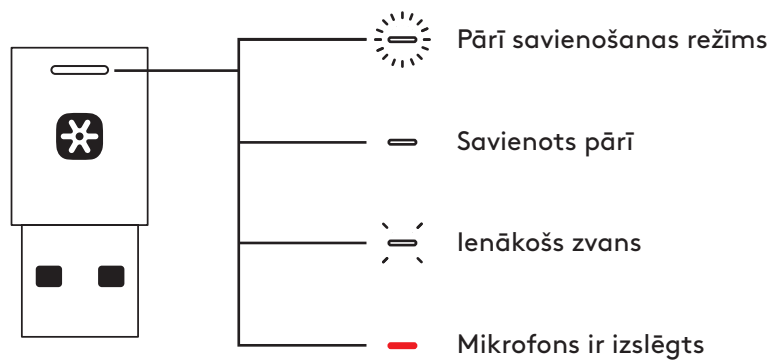 Pārī savienošanas režīms
Savienots pārī
Ienākošs zvans
Mikrofons ir izslēgts